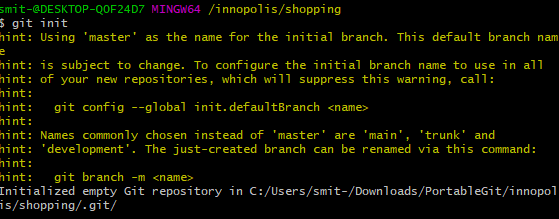 smit-@DESKTOP-QOF24D7 MINGW64 /innopolis/shopping
$ git init
hint: Using 'master' as the name for the initial branch. This default branch nam
e
hint: is subject to change. To configure the initial branch name to use in all
hint: of your new repositories, which will suppress this warning, call:
hint:
hint:   git config --global init.defaultBranch <name>
hint:
hint: Names commonly chosen instead of 'master' are 'main', 'trunk' and
hint: 'development'. The just-created branch can be renamed via this command:
hint:
hint:   git branch -m <name>
Initialized empty Git repository in C:/Users/smit-/Downloads/PortableGit/innopol
is/shopping/.git/